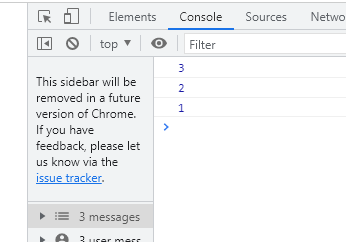 Elements Console Sources Netwo
top Filter
This sidebar will be
removed in a future
version of Chrome.
If you have
feedback, please let
us know via the
issue tracker.
3 messages
3 user mess
3
2
1